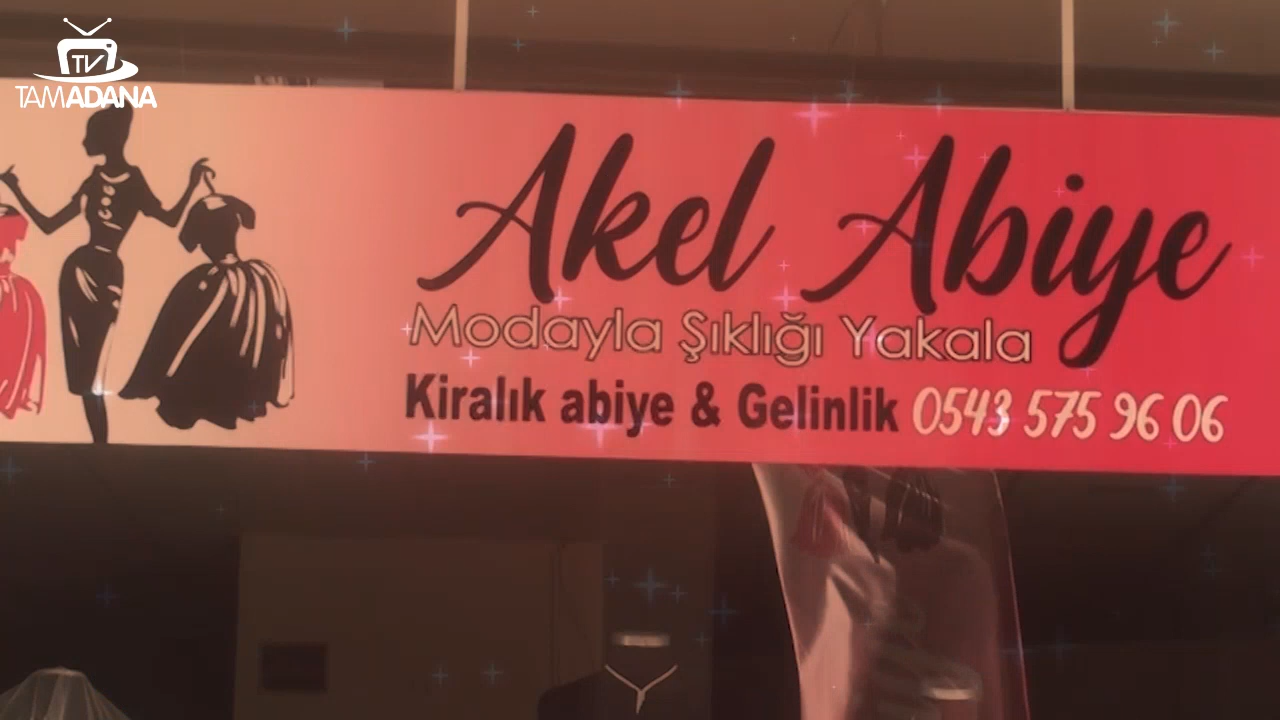 TV
TAMADANA
Akel Abiye
Modayla Şıklığı Yakala
Kiralık abiye & Gelinlik 0543 575 96 06